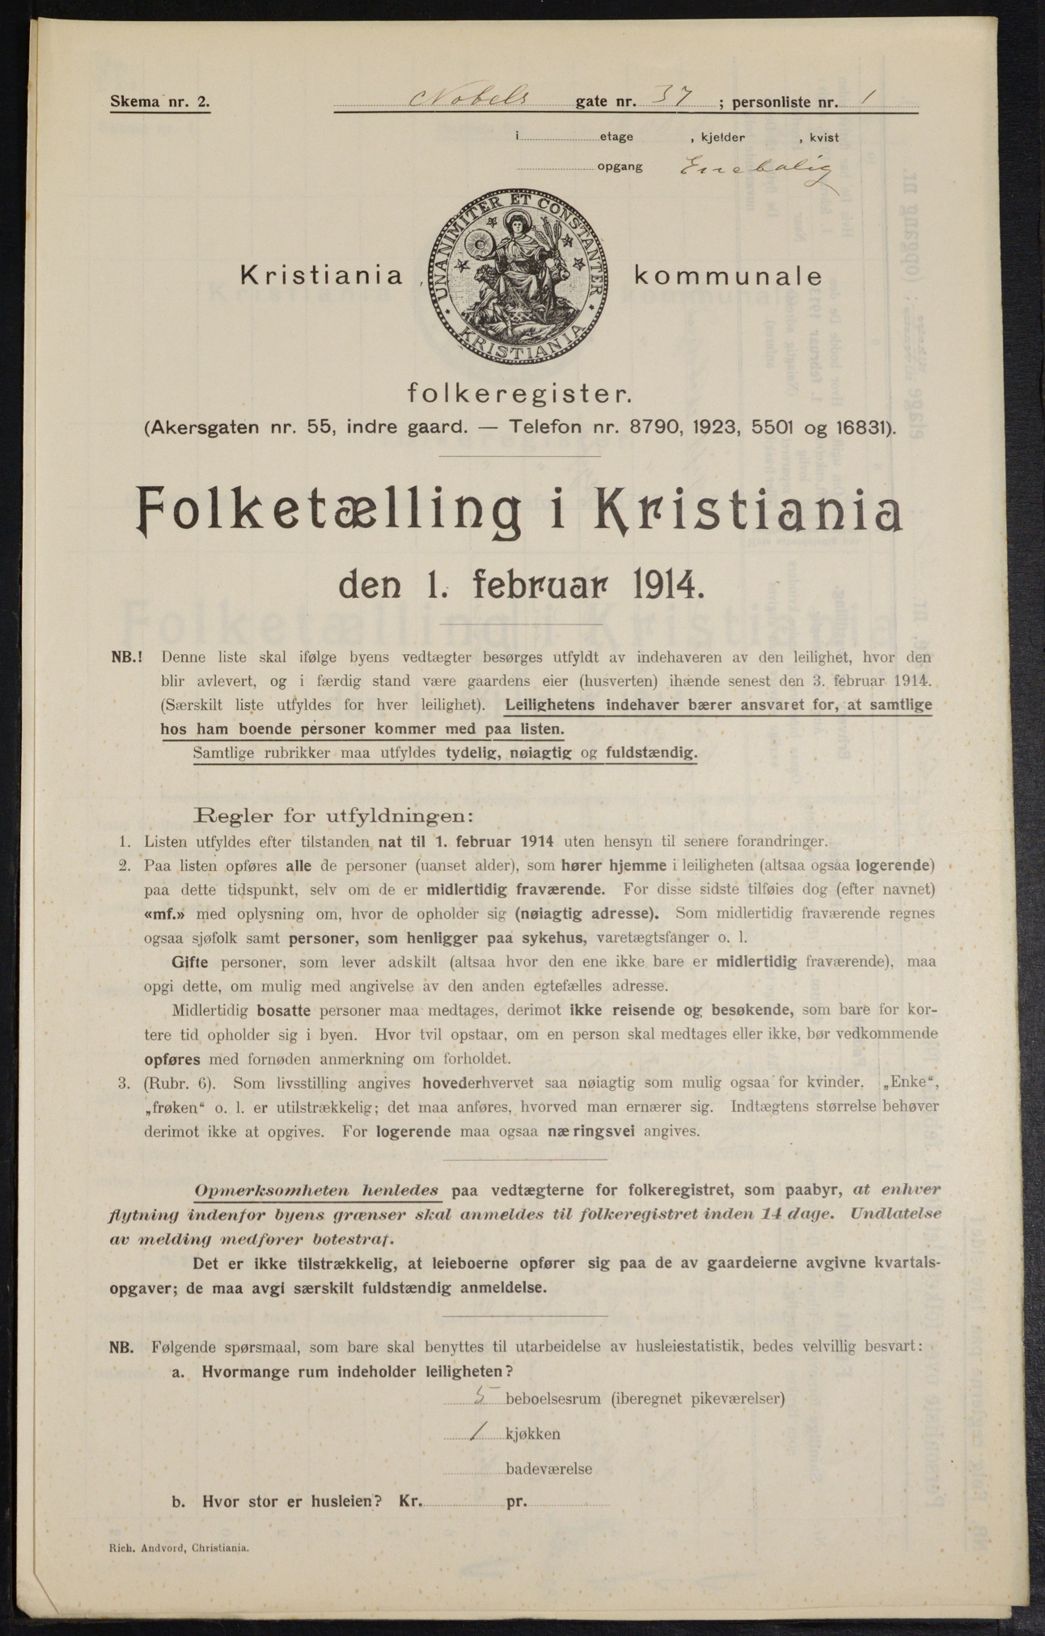 Skema nr. 2.
Nobels gate nr. 37 ; personliste nr. 1
i etage , kjelder , kvist
opgang Enebolig
UNANIMITER ET CONSTANTER
KRISTIANIA
Kristiania kommunale
folkeregister.
(Akersgaten nr. 55, indre gaard. — Telefon nr. 8790, 1923, 5501 og 16831).
Folketælling i Kristiania
den 1. februar 1914.
NB.! Denne liste skal ifølge byens vedtægter besørges utfyldt av indehaveren av den leilighet, hvor den
blir avlevert, og i færdig stand være gaardens eier (husverten) ihænde senest den 3. februar 1914.
(Særskilt liste utfyldes for hver leilighet). Leilighetens indehaver bærer ansvaret for, at samtlige
hos ham boende personer kommer med paa listen.
Samtlige rubrikker maa utfyldes tydelig, nøiagtig og fuldstændig.
Regler for utfyldningen:
1. Listen utfyldes efter tilstanden nat til 1. februar 1914 uten hensyn til senere forandringer.
2. Paa listen opføres alle de personer (uanset alder), som hører hjemme i leiligheten (altsaa ogsaa logerende)
paa dette tidspunkt, selv om de er midlertidig fraværende. For disse sidste tilføies dog (efter navnet)
«mf.» med oplysning om, hvor de opholder sig (nøiagtig adresse). Som midlertidig fraværende regnes
ogsaa sjøfolk samt personer, som henligger paa sykehus, varetægtsfanger o. l.
Gifte personer, som lever adskilt (altsaa hvor den ene ikke bare er midlertidig fraværende), maa
opgi dette, om mulig med angivelse av den anden egtefælles adresse.
Midlertidig bosatte personer maa medtages, derimot ikke reisende og besøkende, som bare for kor-
tere tid opholder sig i byen. Hvor tvil opstaar, om en person skal medtages eller ikke, bør vedkommende
opføres med fornøden anmerkning om forholdet.
3. (Rubr. 6). Som livsstilling angives hovederhvervet saa nøiagtig som mulig ogsaa for kvinder. „Enke“,
„frøken“ o. l. er utilstrækkelig; det maa anføres, hvorved man ernærer sig. Indtægtens størrelse behøver
derimot ikke at opgives. For logerende maa ogsaa næringsvei angives.
Opmerksomheten henledes paa vedtægterne for folkeregistret, som paabyr, at enhver
flytning indenfor byens grænser skal anmeldes til folkeregistret inden 14 dage. Undlatelse
av melding medfører botestraf.
Det er ikke tilstrækkelig, at leieboerne opfører sig paa de av gaardeierne avgivne kvartals-
opgaver; de maa avgi særskilt fuldstændig anmeldelse.
NB. Følgende spørsmaal, som bare skal benyttes til utarbeidelse av husleiestatistik, bedes velvillig besvart:
a. Hvormange rum indeholder leiligheten?
5 beboelsesrum (iberegnet pikeværelser)
1 kjøkken
badeværelse
b. Hvor stor er husleien? Kr. pr.
Rich. Andvord, Christiania.